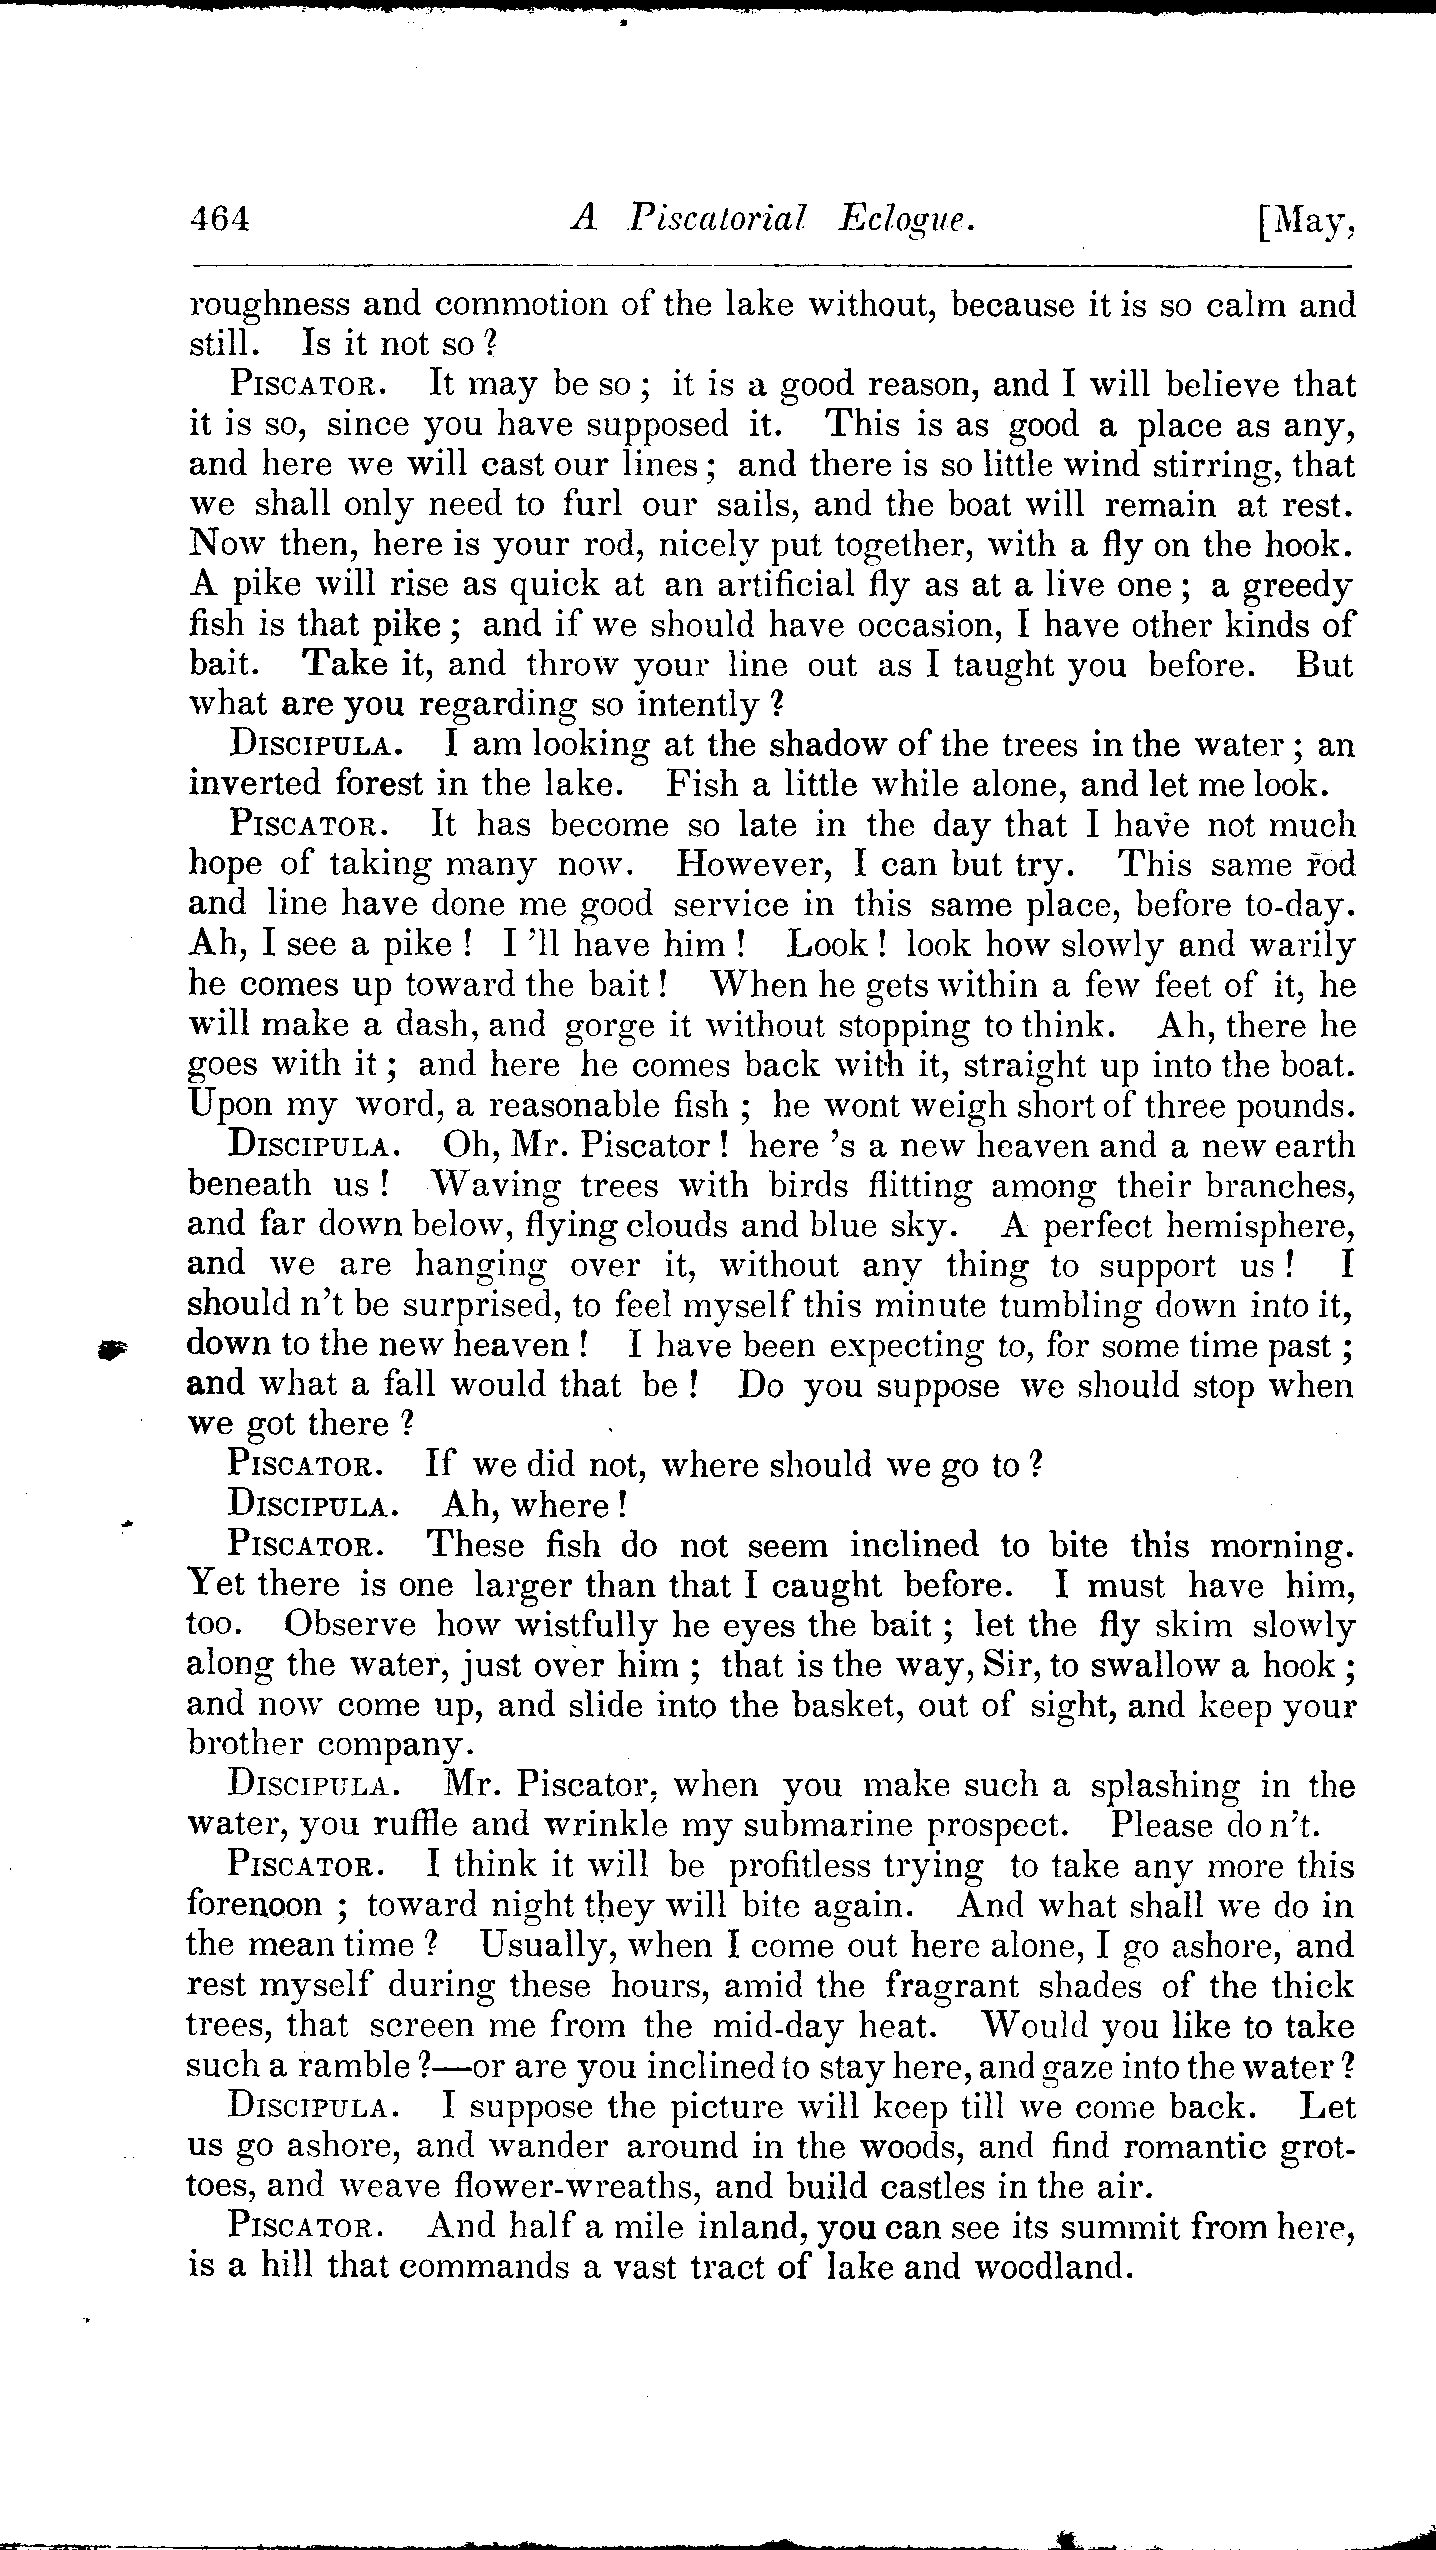 464 A Piscatorial Eclogue. [May,
roughness and commotion of the lake without, because it is so calm and
still. Is it not so ?
PISCATOR. It may be so ; it is a good reason, and I will believe that
it is so, since you have supposed it. This is as good a place as any,
and here we will cast our lines ; and there is so little wind stirring, that
we shall only need to furl our sails, and the boat will remain at rest.
Now then, here is your rod, nicely put together, with a fly on the hook.
A pike will rise as quick at an artificial fly as at a live one ; a greedy
fish is that pike ; and if we should have occasion, I have other kinds of
bait. Take it, and throw your line out as I taught you before. But
what are you regarding so intently ?
DISCIPULA. I am looking at the shadow of the trees in the water ; an
inverted forest in the lake. Fish a little while alone, and let me look.
PISCATOR. It has become so late in the day that I have not much
hope of taking many now. However, I can but try. This same rod
and line have done me good service in this same place, before to-day.
Ah, I see a pike ! I 'll have him ! Look ! look how slowly and warily
he comes up toward the bait ! When he gets within a few feet of it, he
will make a dash, and gorge it without stopping to think. Ah, there he
goes with it ; and here he comes back with it, straight up into the boat.
Upon my word, a reasonable fish ; he wont weigh short of three pounds.
DISCIPULA. Oh, Mr. Piscator ! here 's a new heaven and a new earth
beneath us ! Waving trees with birds flitting among their branches,
and far down below, flying clouds and blue sky. A perfect hemisphere,
and we are hanging over it, without any thing to support us ! I
should n't be surprised, to feel myself this minute tumbling down into it,
down to the new heaven ! I have been expecting to, for some time past ;
and what a fall would that be ! Do you suppose we should stop when
we got there ?
PISCATOR. If we did not, where should we go to ?
DISCIPULA. Ah, where !
PISCATOR. These fish do not seem inclined to bite this morning.
Yet there is one larger than that I caught before. I must have him,
too. Observe how wistfully he eyes the bait ; let the fly skim slowly
along the water, just over him ; that is the way, Sir, to swallow a hook ;
and now come up, and slide into the basket, out of sight, and keep your
brother company.
DISCIPULA. Mr. Piscator, when you make such a splashing in the
water, you ruffle and wrinkle my submarine prospect. Please do n't.
PISCATOR. I think it will be profitless trying to take any more this
forenoon ; toward night they will bite again. And what shall we do in
the mean time ? Usually, when I come out here alone, I go ashore, and
rest myself during these hours, amid the fragrant shades of the thick
trees, that screen me from the mid-day heat. Would you like to take
such a ramble ?—or are you inclined to stay here, and gaze into the water ?
DISCIPULA. I suppose the picture will keep till we come back. Let
us go ashore, and wander around in the woods, and find romantic grot-
toes, and weave flower-wreaths, and build castles in the air.
PISCATOR. And half a mile inland, you can see its summit from here,
is a hill that commands a vast tract of lake and woodland.